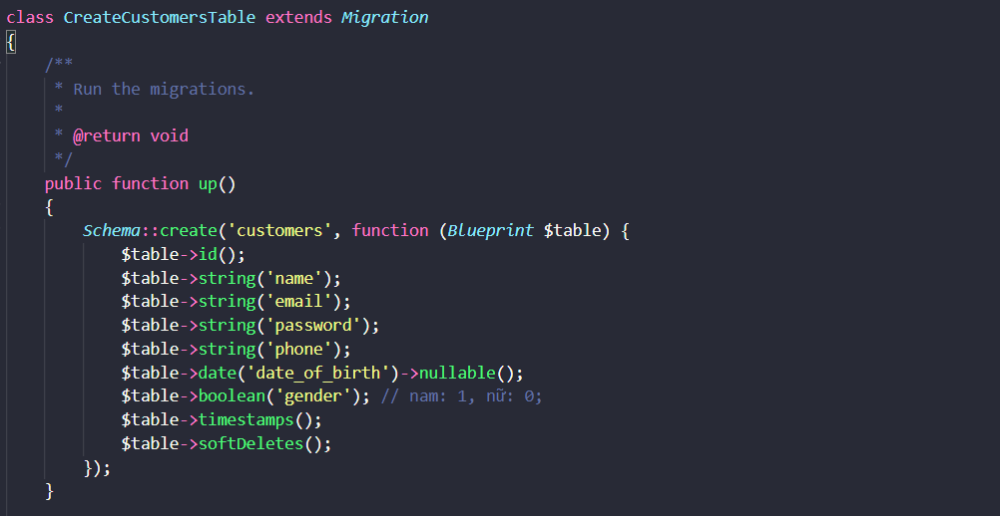 class CreateCustomersTable extends Migration
{
    /**
     * Run the migrations.
     *
     * @return void
     */
    public function up()
    {
        Schema::create('customers', function (Blueprint $table) {
            $table->id();
            $table->string('name');
            $table->string('email');
            $table->string('password');
            $table->string('phone');
            $table->date('date_of_birth')->nullable();
            $table->boolean('gender'); // nam: 1, nữ: 0;
            $table->timestamps();
            $table->softDeletes();
        });
    }